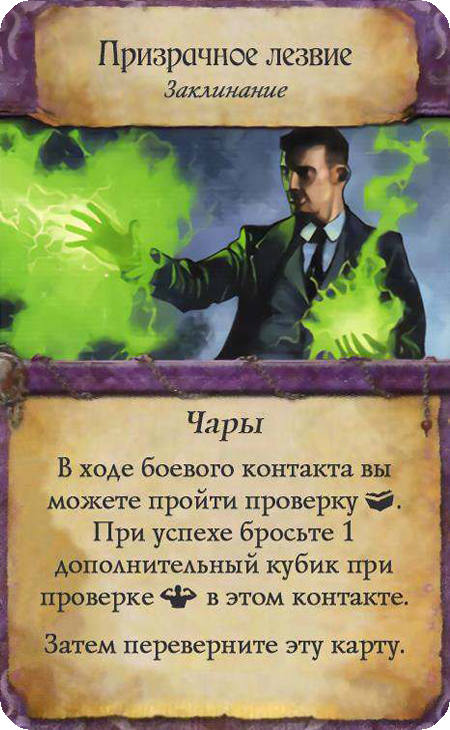 Призрачное лезвие
Заклинание
Чары
В ходе боевого контакта вы
можете пройти проверку .
При успехе бросьте 1
дополнительный кубик при
проверке в этом контакте.
Затем переверните эту карту.